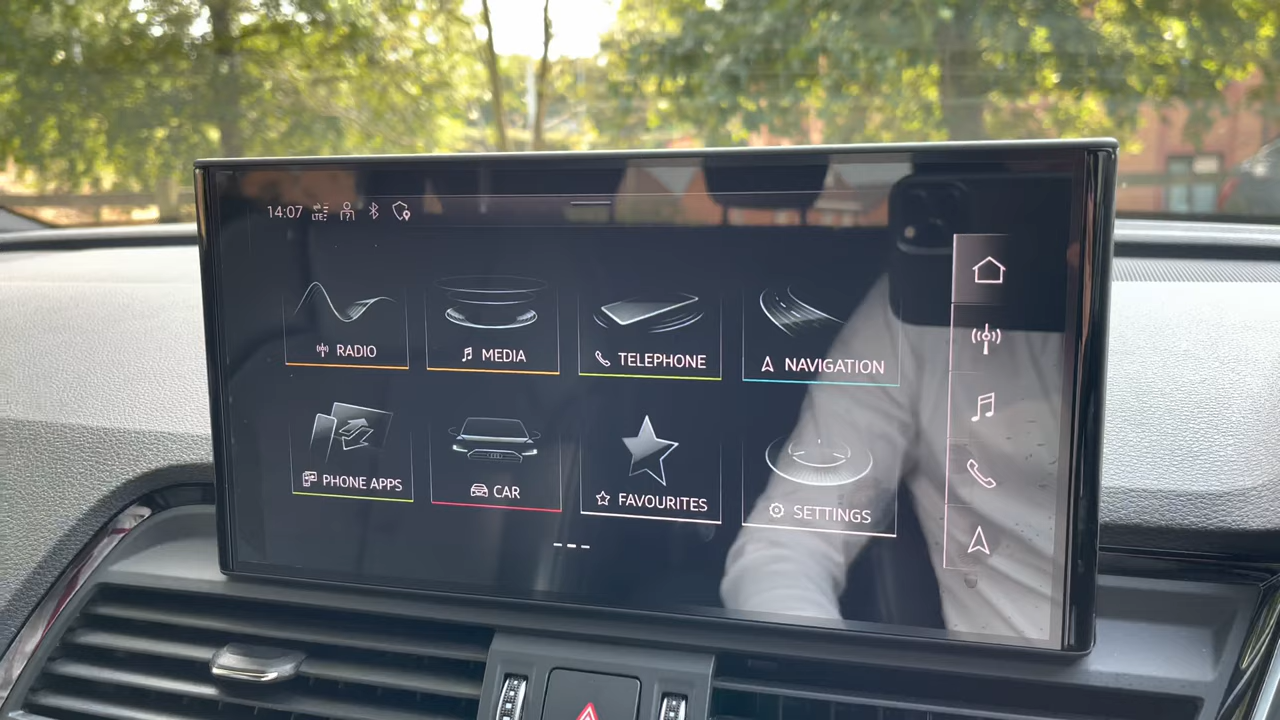 14:07 LTE
RADIO MEDIA TELEPHONE NAVIGATION
PHONE APPS CAR FAVOURITES SETTINGS